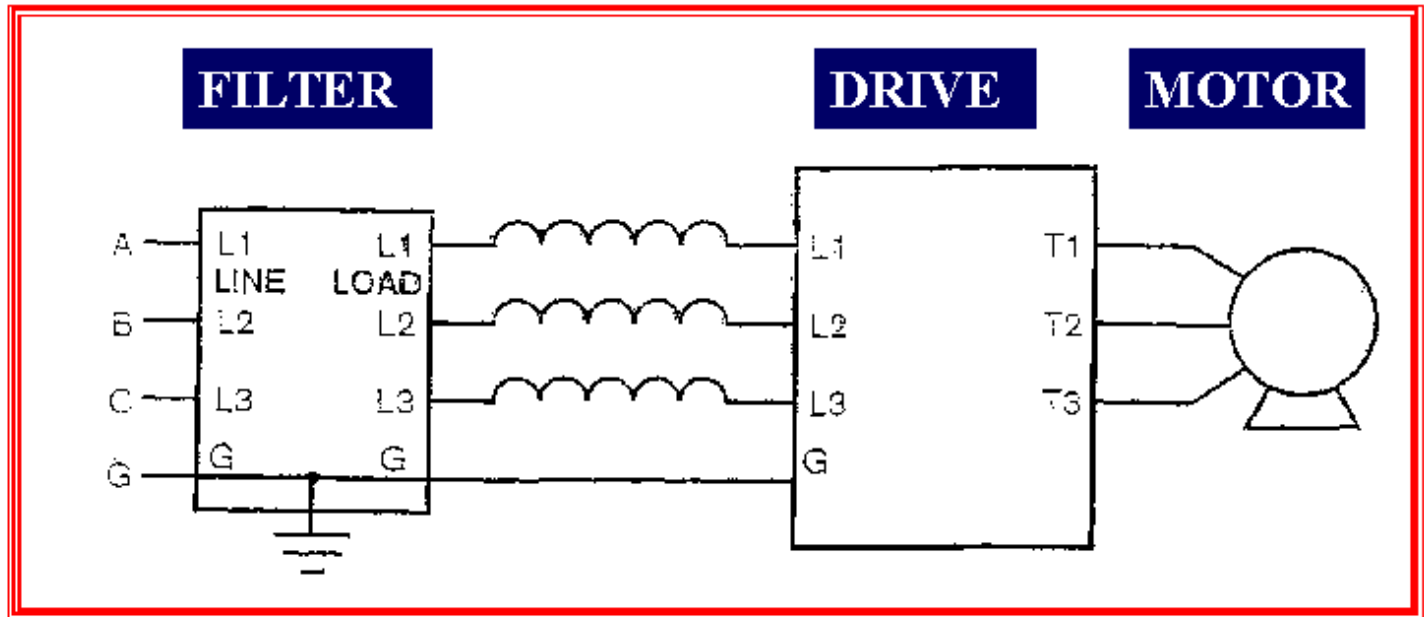 FILTER DRIVE MOTOR
A L1 L1 L1 T1
LINE LOAD
B L2 L2 L2 T2
C L3 L3 L3 T3
G G G G